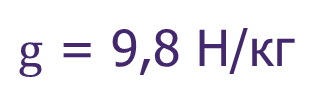 g = 9,8 Н/кг